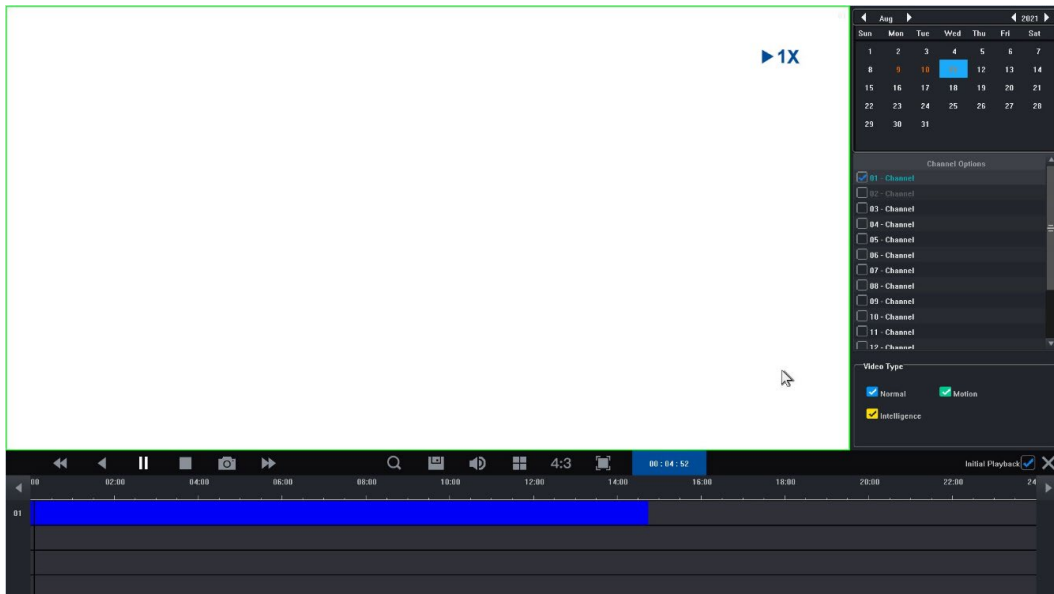 1X
Aug 2021
Sun Mon Tue Wed Thu Fri Sat
1 2 3 4 5 6 7
8 9 10 12 13 14
15 16 17 18 19 20 21
22 23 24 25 26 27 28
29 30 31
Channel Options
01 - Channel
02 - Channel
03 - Channel
04 - Channel
05 - Channel
06 - Channel
07 - Channel
08 - Channel
09 - Channel
10 - Channel
11 - Channel
12 - Channel
Video Type
Normal Motion
Intelligence
4:3 00:04:52 Initial Playback
00 02:00 04:00 06:00 08:00 10:00 12:00 14:00 16:00 18:00 20:00 22:00 24
01